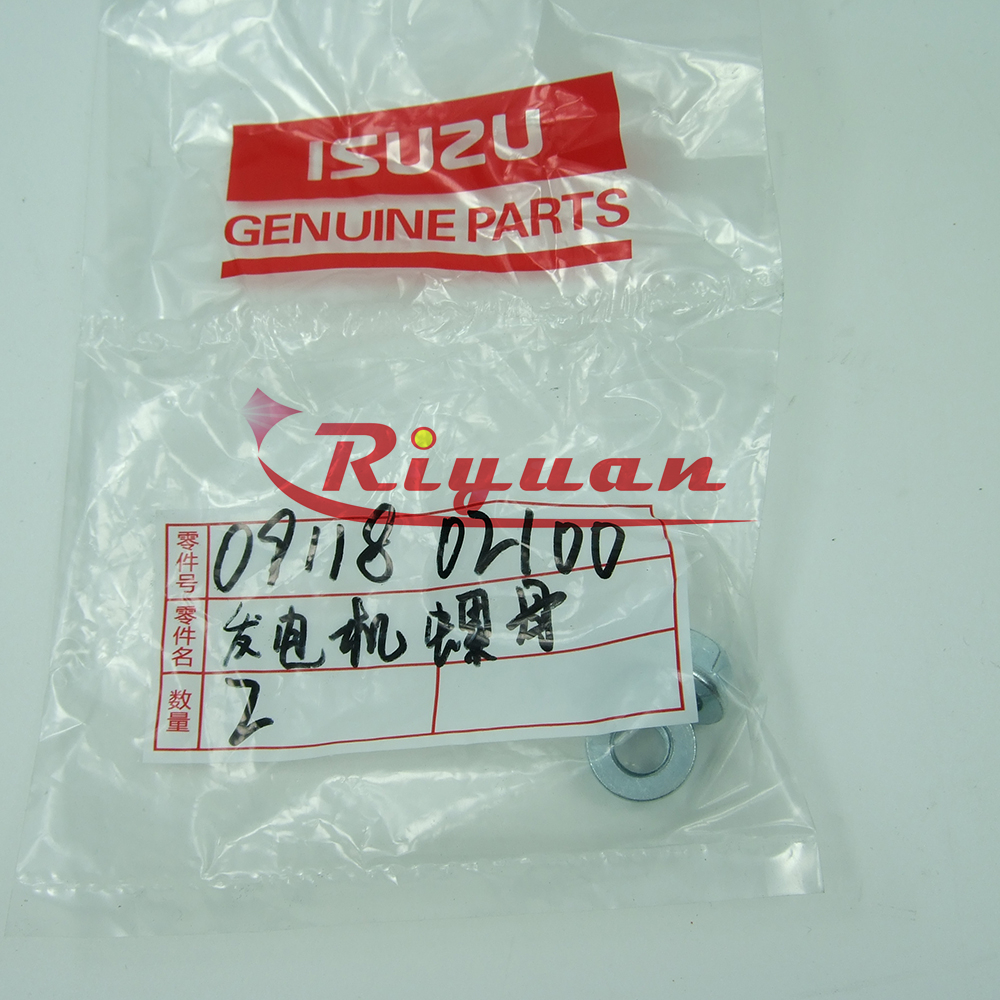 ISUZU
GENUINE PARTS
Riyuan
零件号 09118 02100
零件名 发电机螺母
数量 2